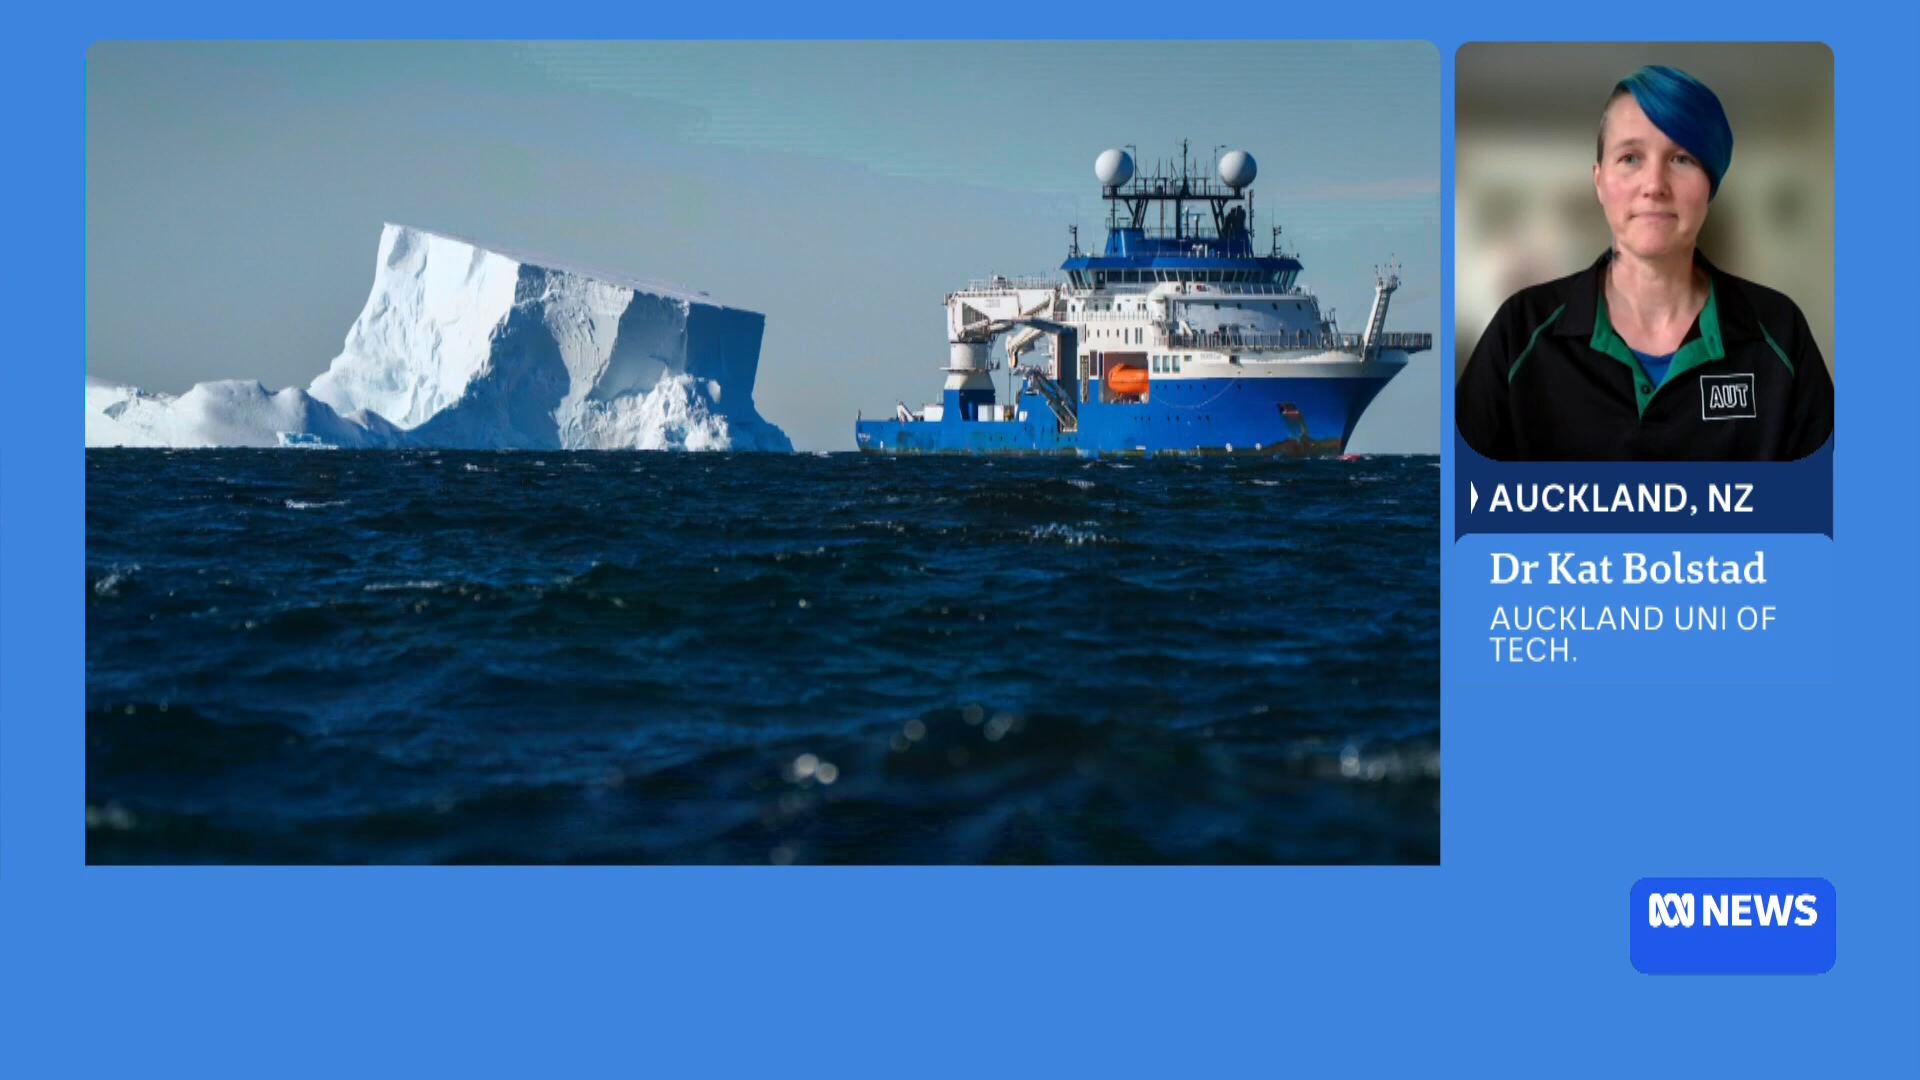 AUT
AUCKLAND, NZ
Dr Kat Bolstad
AUCKLAND UNI OF
TECH.
NEWS